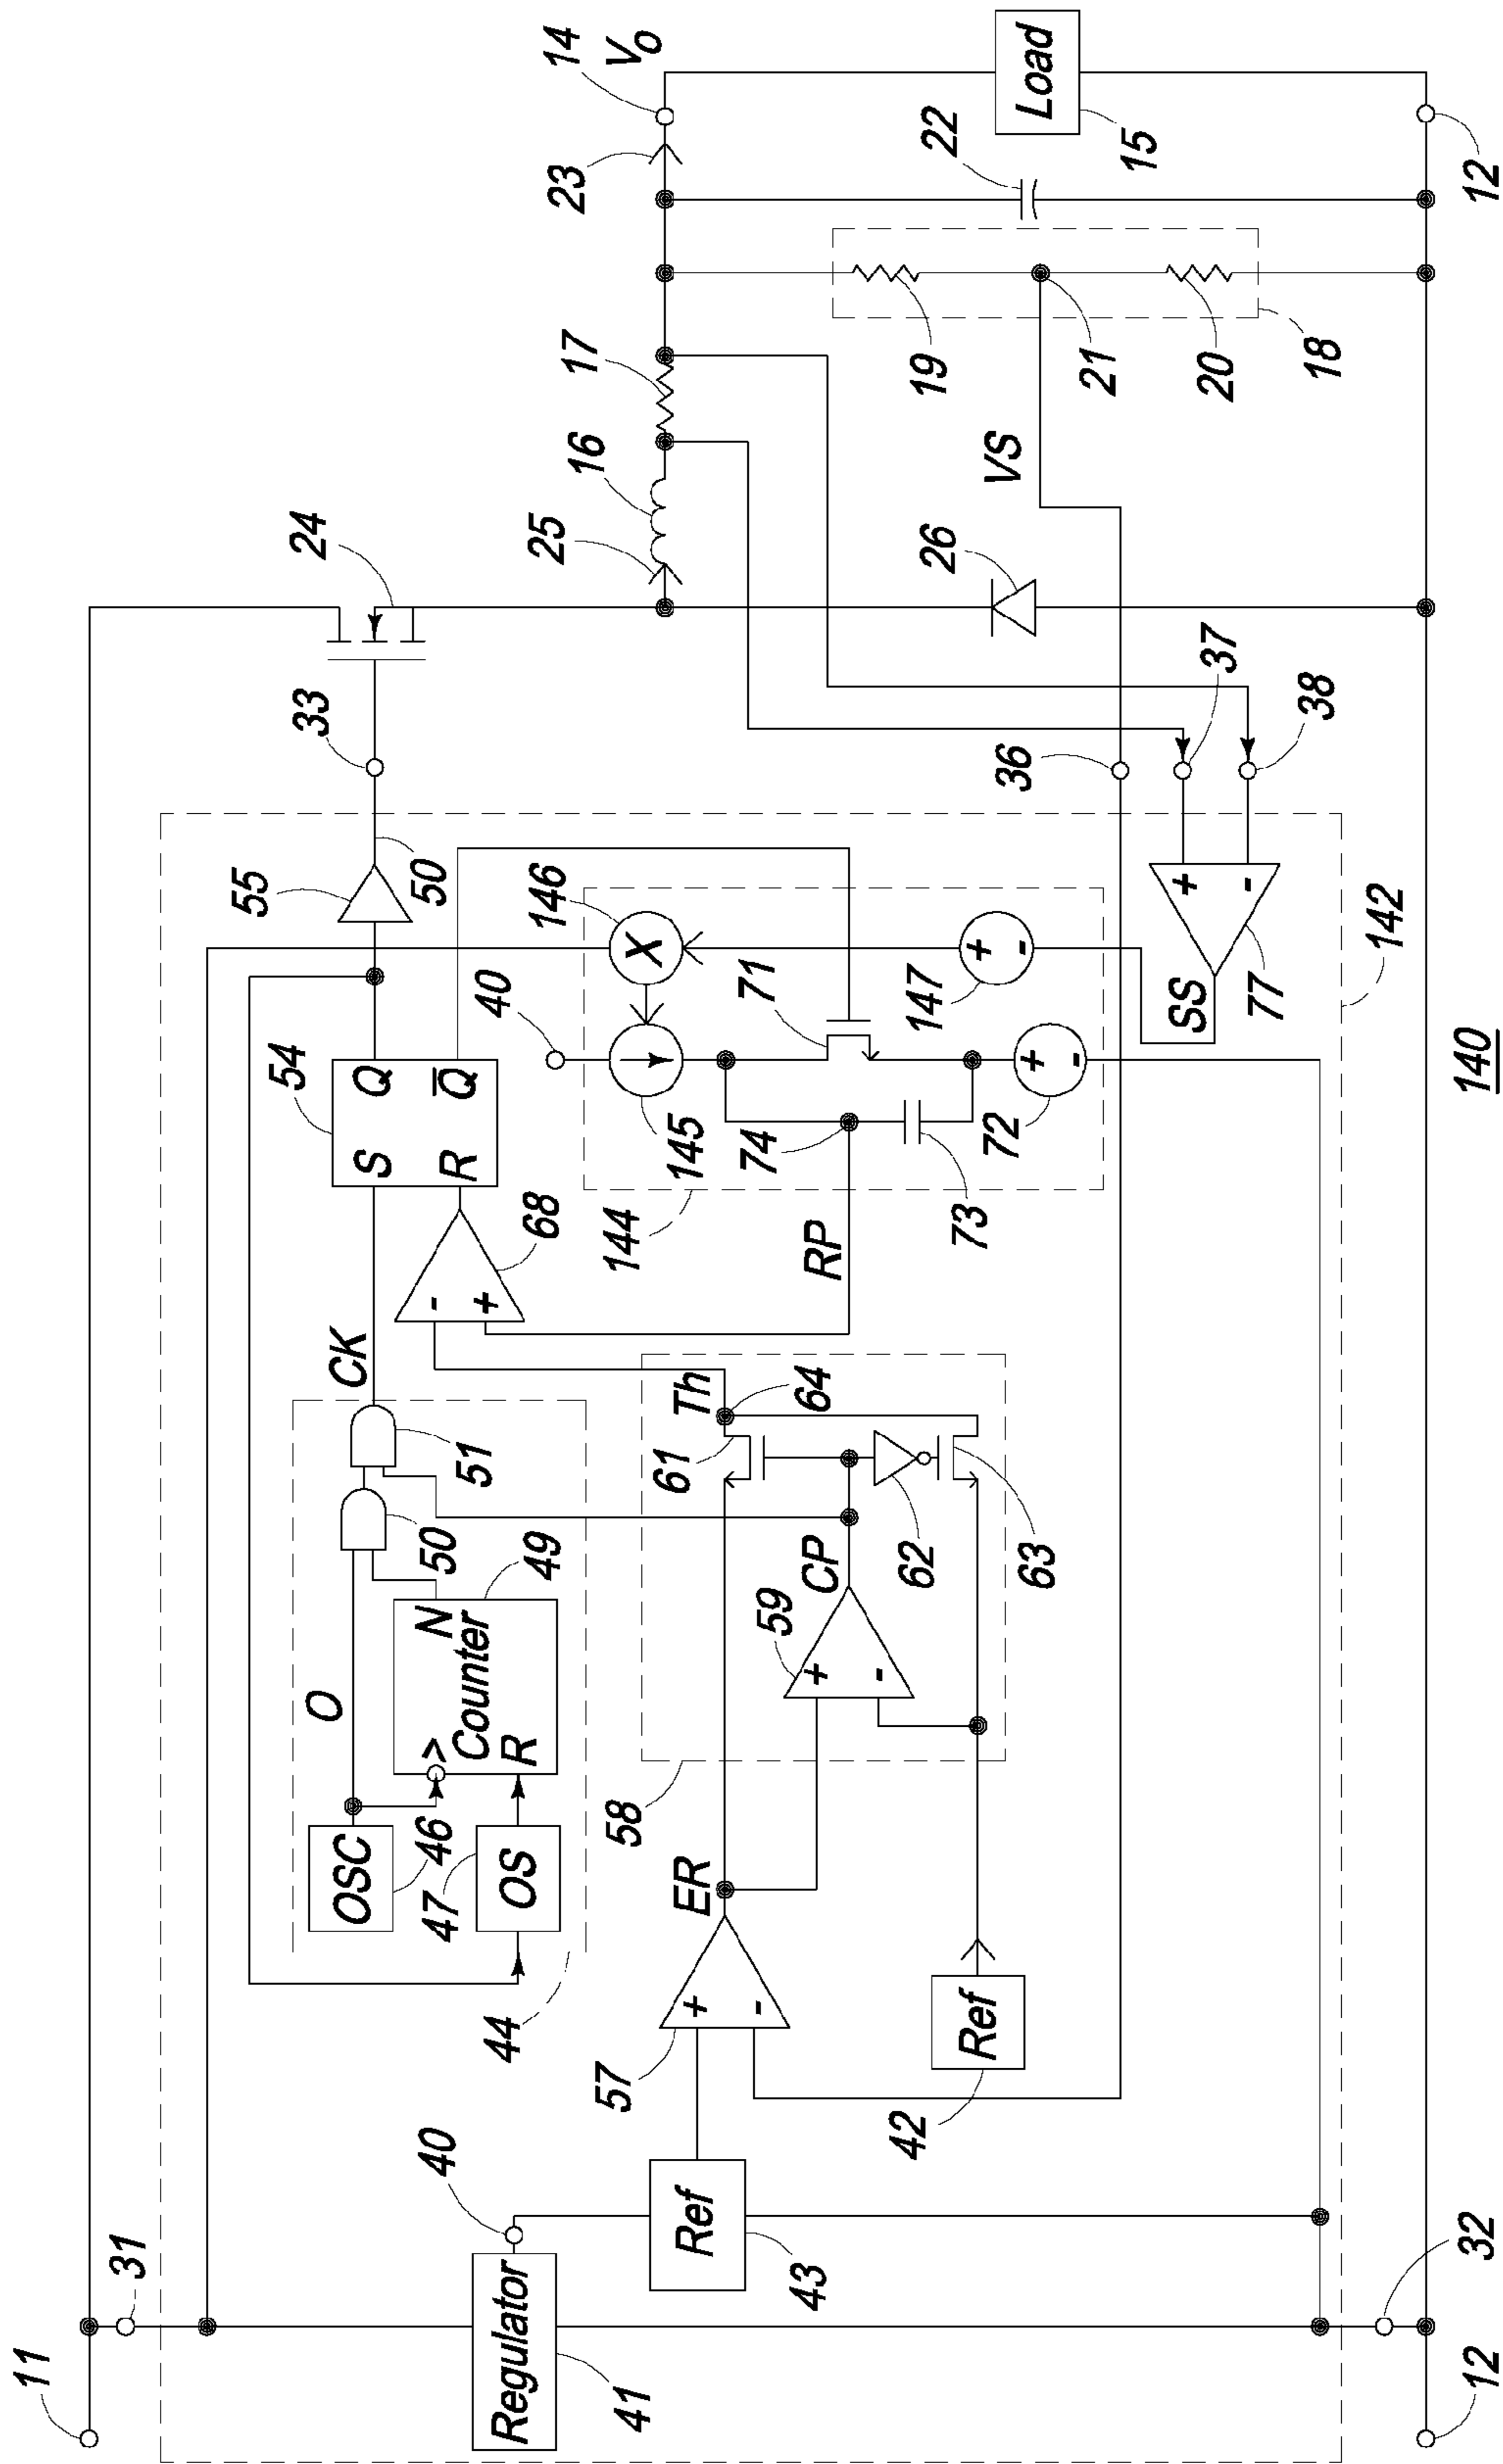 11
31
55
54
33
24
O
CK
S
Q
OSC
46
N
Counter
R
47
OS
49
50
51
R
Q
50
40
Regulator
41
44
68
-
+
40
146
X
25
16
17
23
14
V0
57
+
-
ER
58
Th
61
64
144
145
74
71
Ref
43
59
+
-
CP
62
63
RP
73
72
+
-
147
+
-
26
VS
19
21
20
18
22
Load
15
42
Ref
36
37
38
SS
+
-
77
142
32
12
12
140